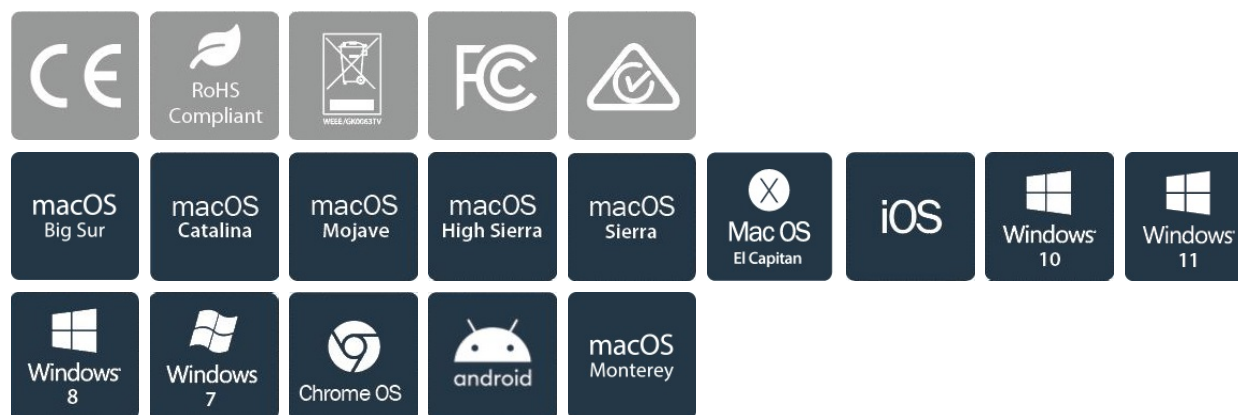 CE
RoHS
Compliant
WEEE/GK0063TV
FC
macOS
Big Sur
macOS
Catalina
macOS
Mojave
macOS
High Sierra
macOS
Sierra
X
Mac OS
El Capitan
iOS
Windows
10
Windows
11
Windows
8
Windows
7
Chrome OS
android
macOS
Monterey